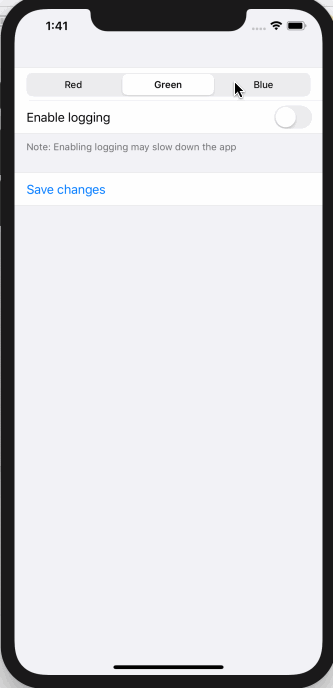 1:41
Red Green Blue
Enable logging
Note: Enabling logging may slow down the app
Save changes